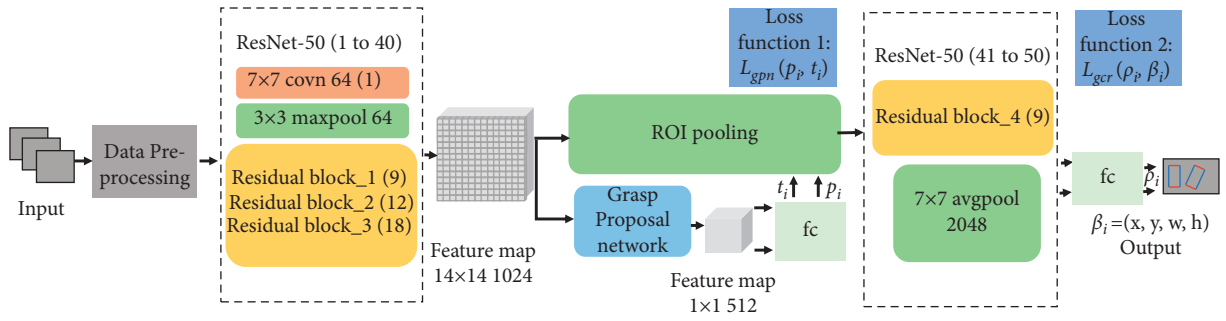 Input
Data Pre-
processing
ResNet-50 (1 to 40)
7×7 covn 64 (1)
3×3 maxpool 64
Residual block_1 (9)
Residual block_2 (12)
Residual block_3 (18)
Feature map
14×14 1024
ROI pooling
Grasp
Proposal
network
Feature map
1×1 512
t_i
p_i
fc
Loss
function 1:
L_gpn (p_i, t_i)
ResNet-50 (41 to 50)
Residual block_4 (9)
7×7 avgpool
2048
Loss
function 2:
L_gcr (ρ_i, β_i)
fc
p_i
β_i =(x, y, w, h)
Output